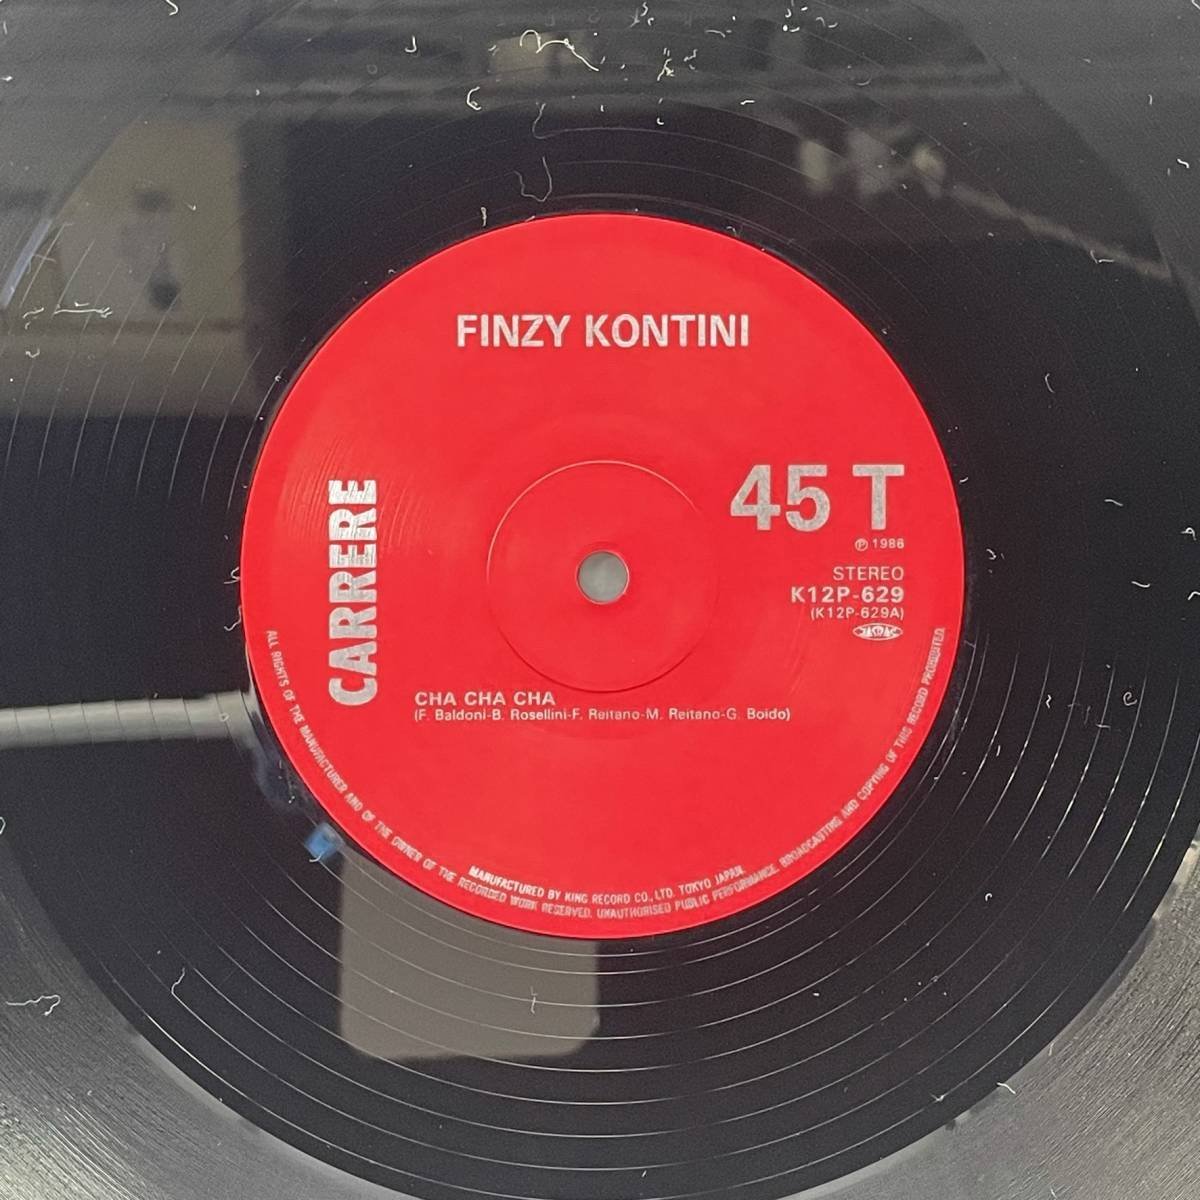 FINZY KONTINI
CARRERE
45 T
Ⓟ 1986
STEREO
K12P-629
(K12P-629A)
JASRAC
CHA CHA CHA
(F. Baldoni-B. Rosellini-F. Reitano-M. Reitano-G. Boido)
MANUFACTURED BY KING RECORD CO., LTD. TOKYO JAPAN.
ALL RIGHTS OF THE MANUFACTURER AND OF THE OWNER OF THE RECORDED WORK RESERVED. UNAUTHORISED PUBLIC PERFORMANCE. BROADCASTING AND COPYING OF THIS RECORD PROHIBITED.